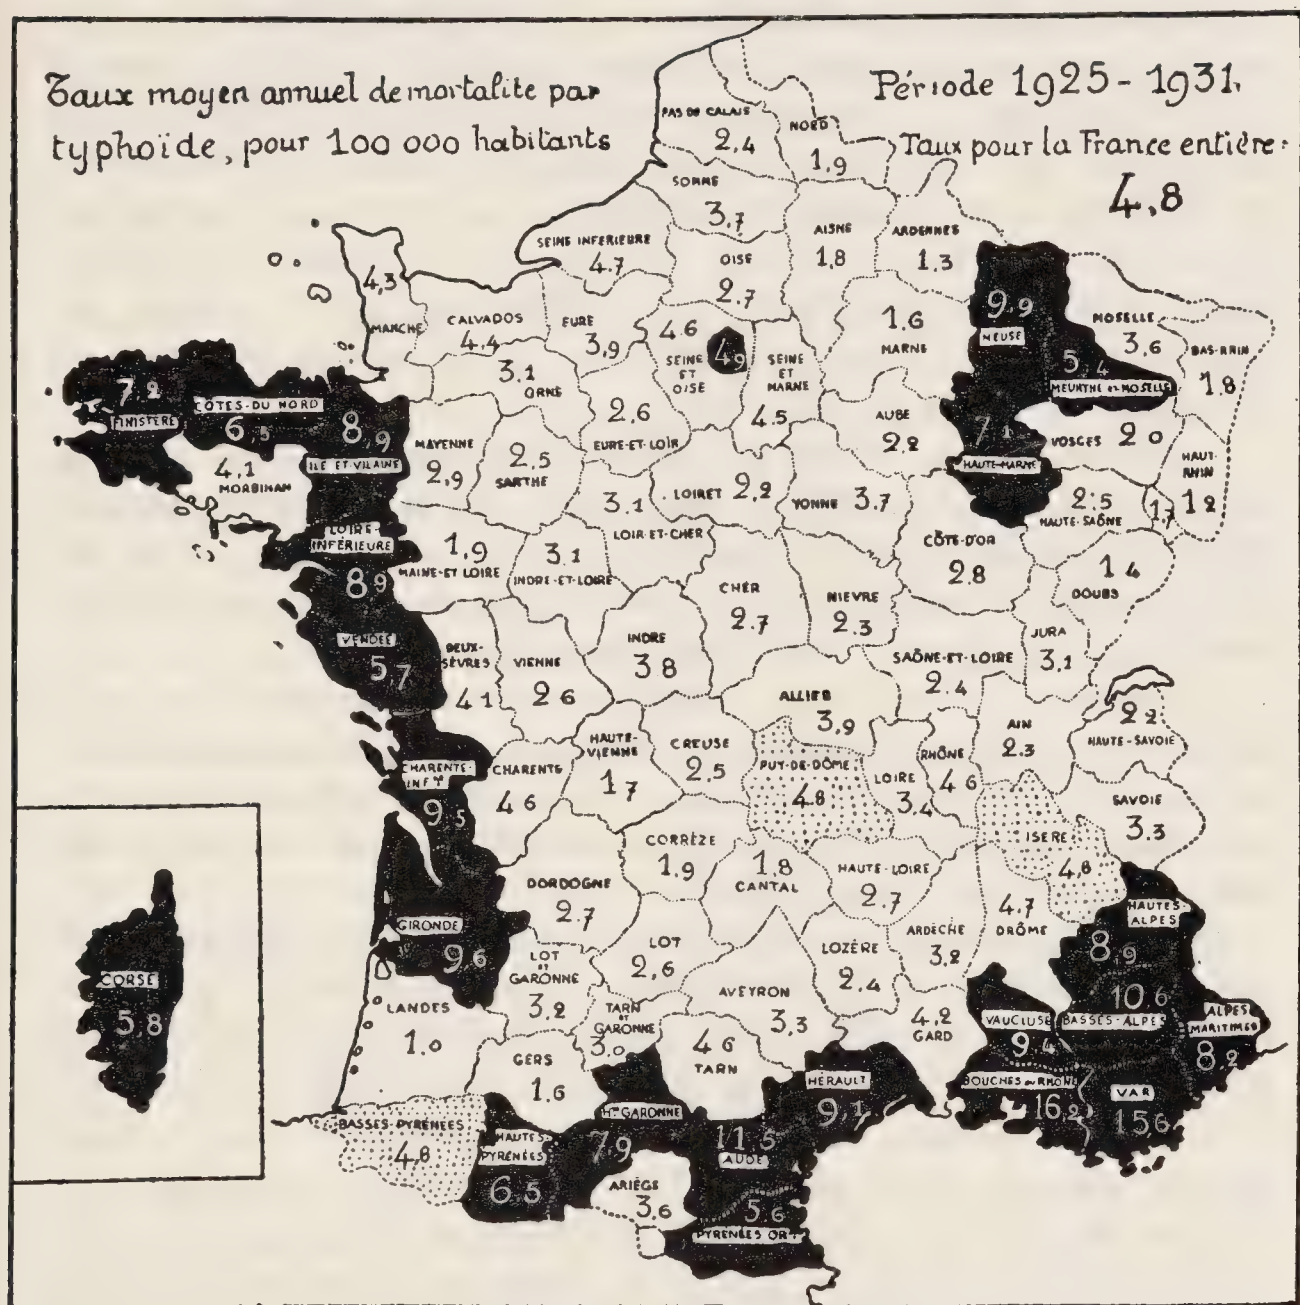 Taux moyen annuel de mortalite par
typhoïde, pour 100 000 habitants
Période 1925-1931.
Taux pour la France entière:
4,8
PAS DE CALAIS
2,4
NORD
1,9
SOMME
3,7
SEINE INFERIEURE
4.7
OISE
2.7
AISNE
1,8
ARDENNES
1.3
4,3
MANCHE
CALVADOS
4.4
EURE
3,9
4.6
SEINE
ET
OISE
4,9
SEINE
ET
MARNE
4.5
1.6
MARNE
9,9
MEUSE
MOSELLE
3,6
5,4
MEURTHE ET MOSELLE
BAS-RHIN
1.8
7,2
FINISTÈRE
CÔTES-DU NORD
6,5
8,9
ILE ET-VILAINE
4,1
MORBIHAN
3.1
ORNE
MAYENNE
2,9
2,5
SARTHE
2,6
EURE-ET-LOIR
AUBE
2,2
7,1
HAUTE-MARNE
VOSGES 2 0
HAUT-
RHIN
1 2
LOIRET 2,2
YONNE 3.7
3.1
LOIR-ET-CHER
2.5
HAUTE-SAÔNE
1,7
LOIRE-
INFÉRIEURE
8 9
1.9
MAINE-ET LOIRE
3.1
INDRE-ET-LOIRE
CÔTE-D'OR
2.8
1 4
DOUBS
CHER
2.7
NIEVRE
2.3
VENDÉE
5,7
DEUX-
SÈVRES
4 1
VIENNE
2 6
INDRE
3 8
SAÔNE-ET-LOIRE
2.4
JURA
3,1
ALLIER
3,9
HAUTE-
VIENNE
1 7
CREUSE
2,5
PUY-DE-DÔME
4.8
LOIRE
3,4
RHÔNE
4 6
AIN
2.3
2 2
HAUTE-SAVOIE
CHARENTE-
INFre
9 5
CHARENTE
4 6
SAVOIE
3.3
ISERE
4,8
CORRÈZE
1.9
1.8
CANTAL
HAUTE-LOIRE
2.7
DORDOGNE
2.7
GIRONDE
9,6
LOT
2,6
LOT
ET
GARONNE
3,2
LOZÈRE
2.4
ARDÈCHE
3,2
4.7
DRÔME
HAUTES-
ALPES
8,9
CORSE
5,8
LANDES
1.0
TARN
ET
GARONNE
3.0
AVEYRON
3,3
4,2
GARD
VAUCLUSE
9 4
10,6
BASSES-ALPES
ALPES
MARITIMES
8,2
GERS
1.6
4 6
TARN
HÉRAULT
9,1
BOUCHES DU RHÔNE
16,2
VAR
15,6
BASSES-PYRÉNÉES
4,8
HAUTES-
PYRÉNÉES
6 5
Hte GARONNE
7,9
11,5
AUDE
ARIÈGE
3,6
5.6
PYRÉNÉES ORles